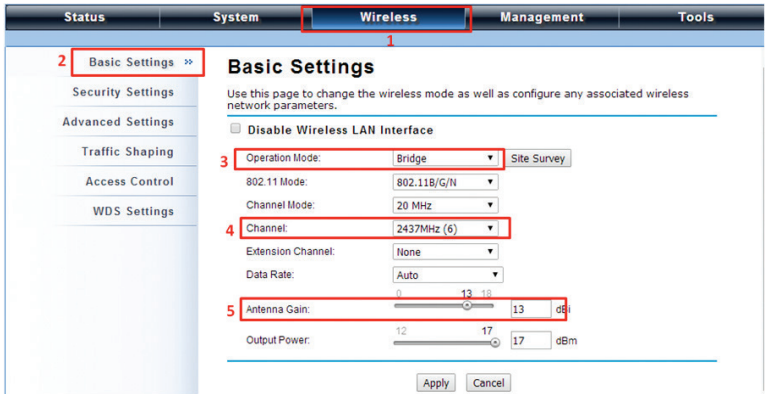 Status System Wireless Management Tools
1
2 Basic Settings »
Security Settings
Advanced Settings
Traffic Shaping
Access Control
WDS Settings
Basic Settings
Use this page to change the wireless mode as well as configure any associated wireless
network parameters.
Disable Wireless LAN Interface
3 Operation Mode: Bridge Site Survey
802.11 Mode: 802.11B/G/N
Channel Mode: 20 MHz
4 Channel: 2437MHz (6)
Extension Channel: None
Data Rate: Auto
0 13 18
5 Antenna Gain: 13 dBi
12 17
Output Power: 17 dBm
Apply Cancel